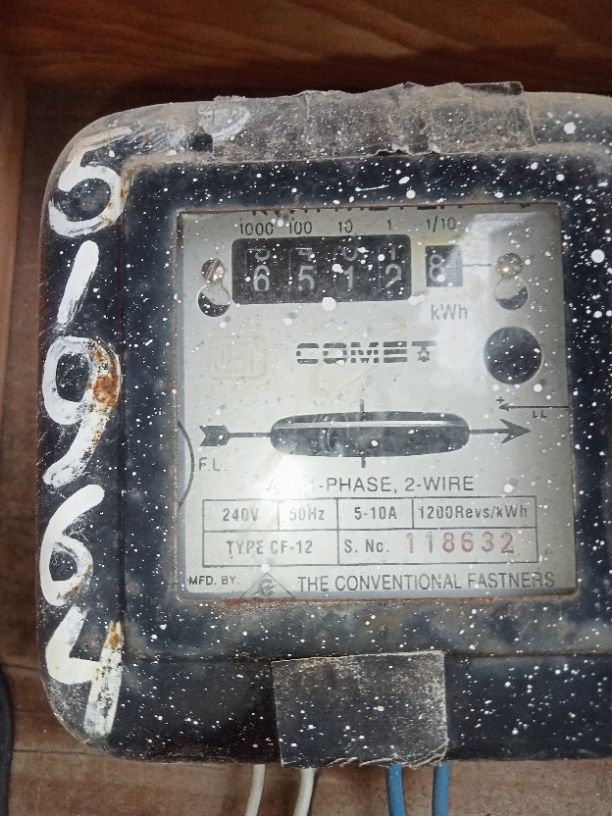 5 1964
1000 100 10 1 1/10
6 5 1 2 8
kWh
COMET
LL
F.L.
1-PHASE, 2-WIRE
240V 50Hz 5-10A 1200Revs/kWh
TYPE CF-12 S. No. 118632
MFD. BY. THE CONVENTIONAL FASTNERS